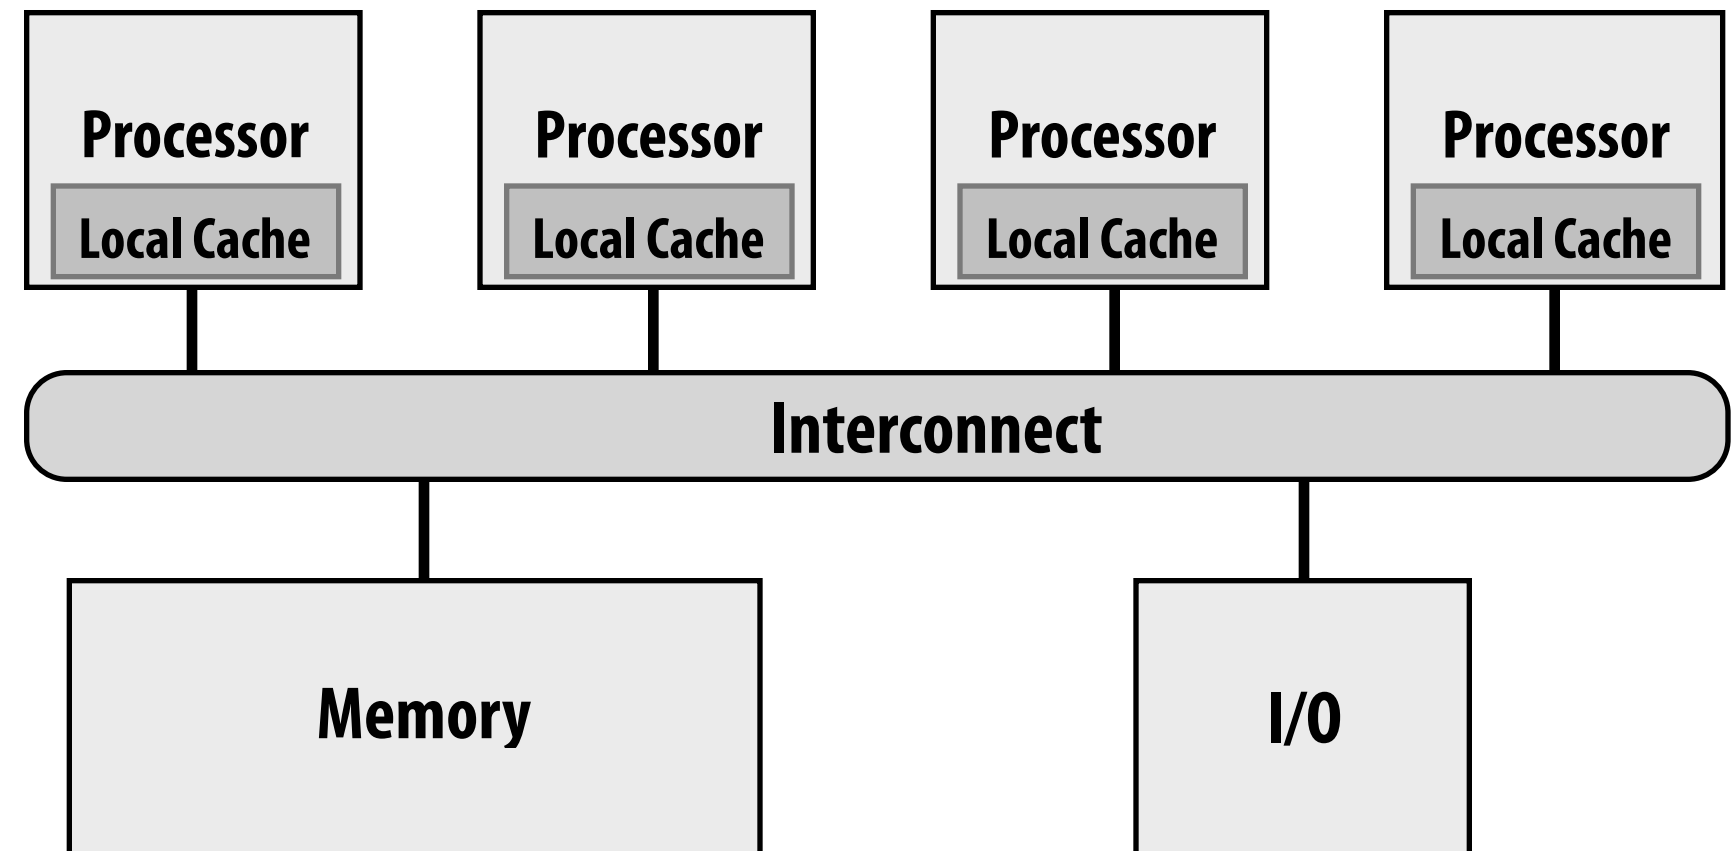 Processor
Local Cache
Processor
Local Cache
Processor
Local Cache
Processor
Local Cache
Interconnect
Memory
I/O